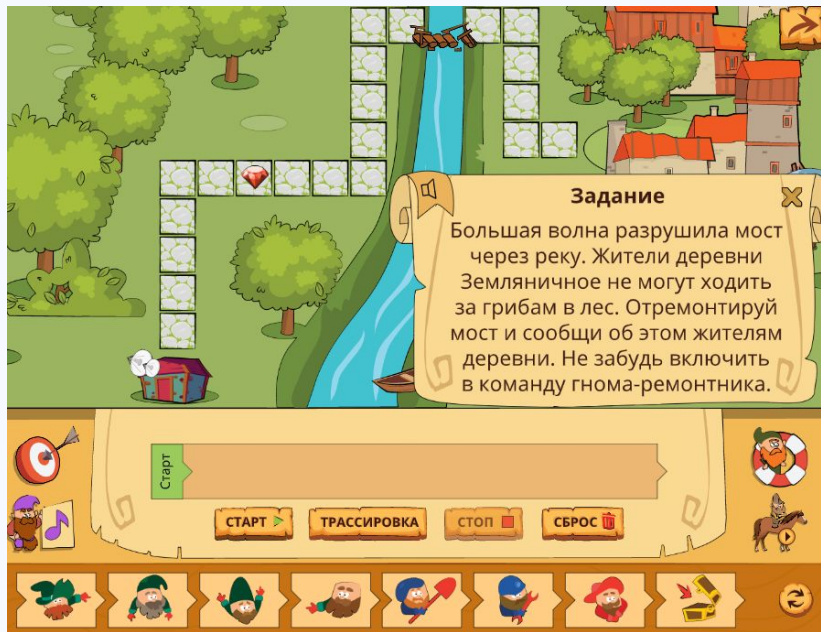 Задание
Большая волна разрушила мост
через реку. Жители деревни
Земляничное не могут ходить
за грибам в лес. Отремонтируй
мост и сообщи об этом жителям
деревни. Не забудь включить
в команду гнома-ремонтника.
Старт
СТАРТ
ТРАССИРОВКА
СТОП
СБРОС